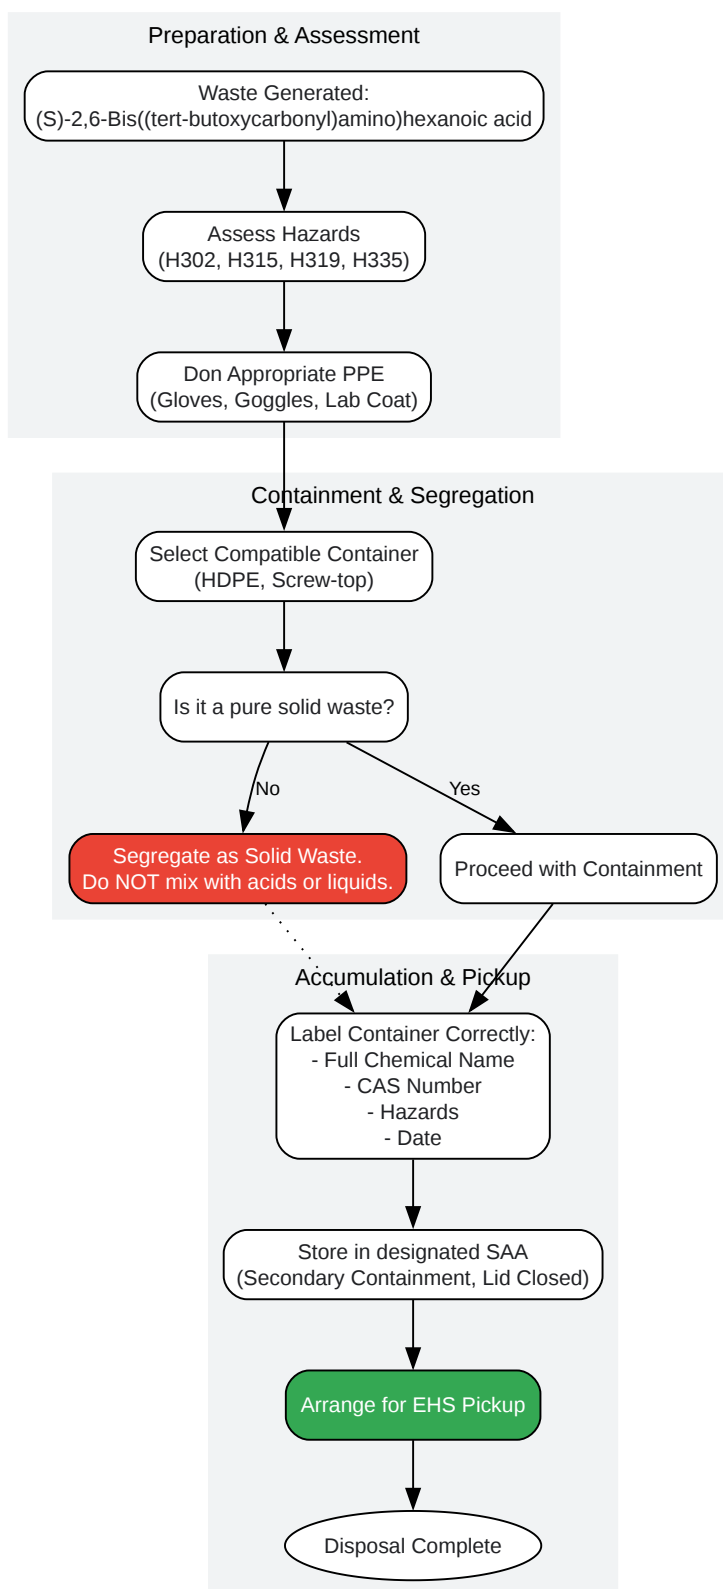 Preparation & Assessment
Waste Generated:
(S)-2,6-Bis((tert-butoxycarbonyl)amino)hexanoic acid
Assess Hazards
(H302, H315, H319, H335)
Don Appropriate PPE
(Gloves, Goggles, Lab Coat)
Containment & Segregation
Select Compatible Container
(HDPE, Screw-top)
Is it a pure solid waste?
No
Yes
Segregate as Solid Waste.
Do NOT mix with acids or liquids.
Proceed with Containment
Accumulation & Pickup
Label Container Correctly:
- Full Chemical Name
- CAS Number
- Hazards
- Date
Store in designated SAA
(Secondary Containment, Lid Closed)
Arrange for EHS Pickup
Disposal Complete